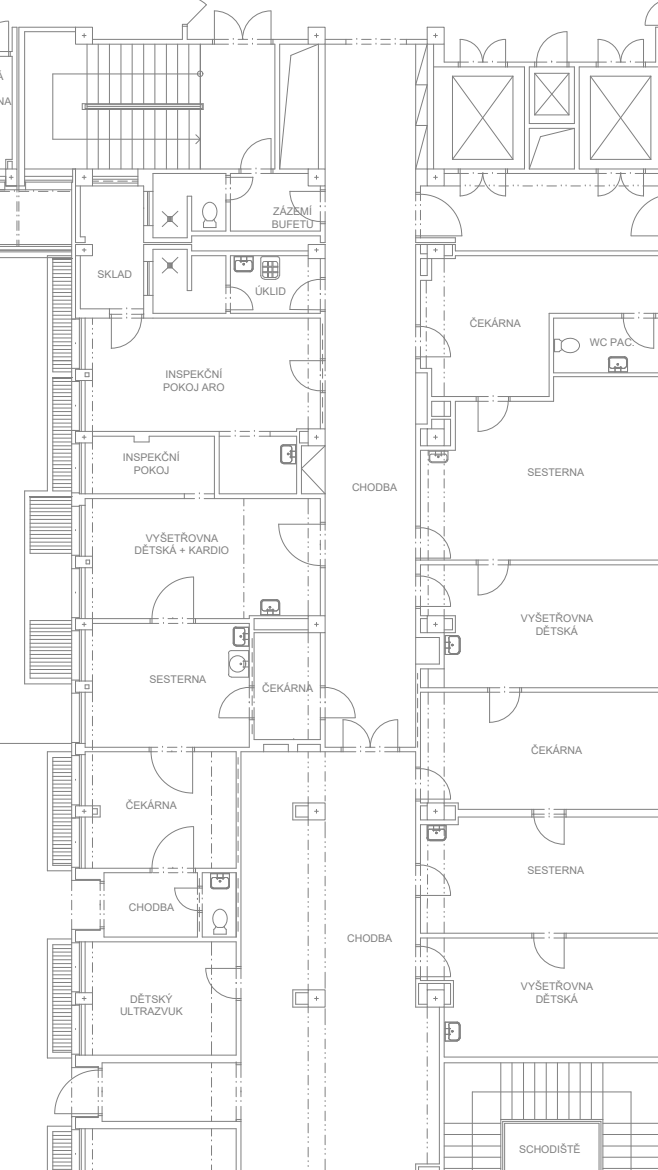 ZÁZEMÍ
BUFETU
SKLAD
ÚKLID
ČEKÁRNA
WC PAC.
INSPEKČNÍ
POKOJ ARO
INSPEKČNÍ
POKOJ
SESTERNA
CHODBA
VYŠETŘOVNA
DĚTSKÁ + KARDIO
VYŠETŘOVNA
DĚTSKÁ
SESTERNA
ČEKÁRNA
ČEKÁRNA
ČEKÁRNA
SESTERNA
CHODBA
CHODBA
VYŠETŘOVNA
DĚTSKÁ
DĚTSKÝ
ULTRAZVUK
SCHODIŠTĚ